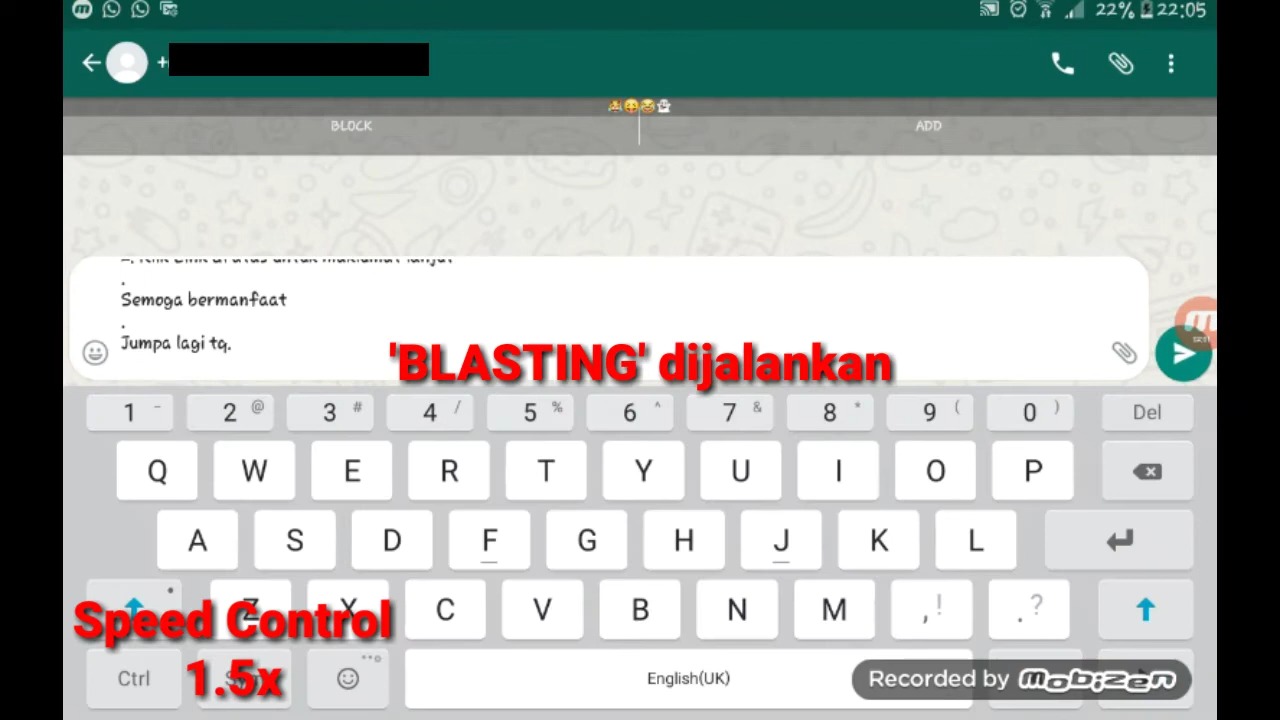 22% 22:05
+
BLOCK
ADD
Semoga bermanfaat
.
Jumpa lagi tq.
'BLASTING' dijalankan
1 - 2 @ 3 # 4 / 5 % 6 ^ 7 & 8 * 9 ( 0 ) Del
Q W E R T Y U I O P
A S D F G H J K L
Z X C V B N M , ! . ?
Speed Control
1.5x
Ctrl
English(UK)
Recorded by mobizen